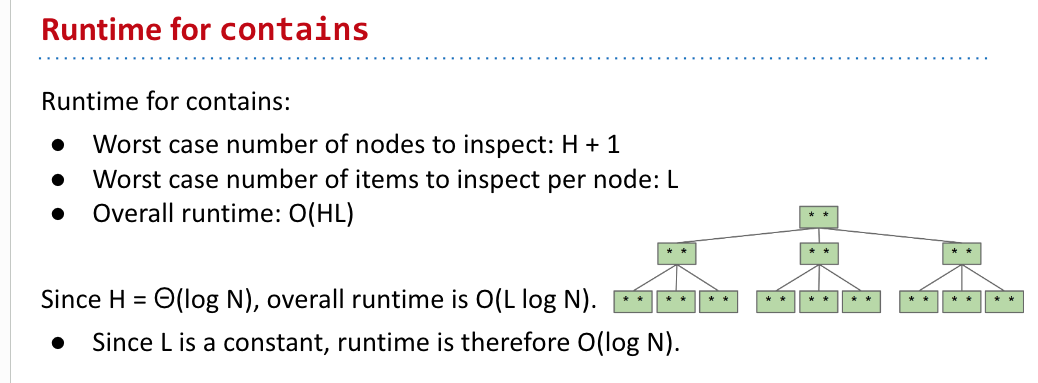 Runtime for contains
Runtime for contains:
● Worst case number of nodes to inspect: H + 1
● Worst case number of items to inspect per node: L
● Overall runtime: O(HL)
* *
* * * * * *
Since H = Θ(log N), overall runtime is O(L log N).
* * * * * * * * * * * * * * * * * *
● Since L is a constant, runtime is therefore O(log N).